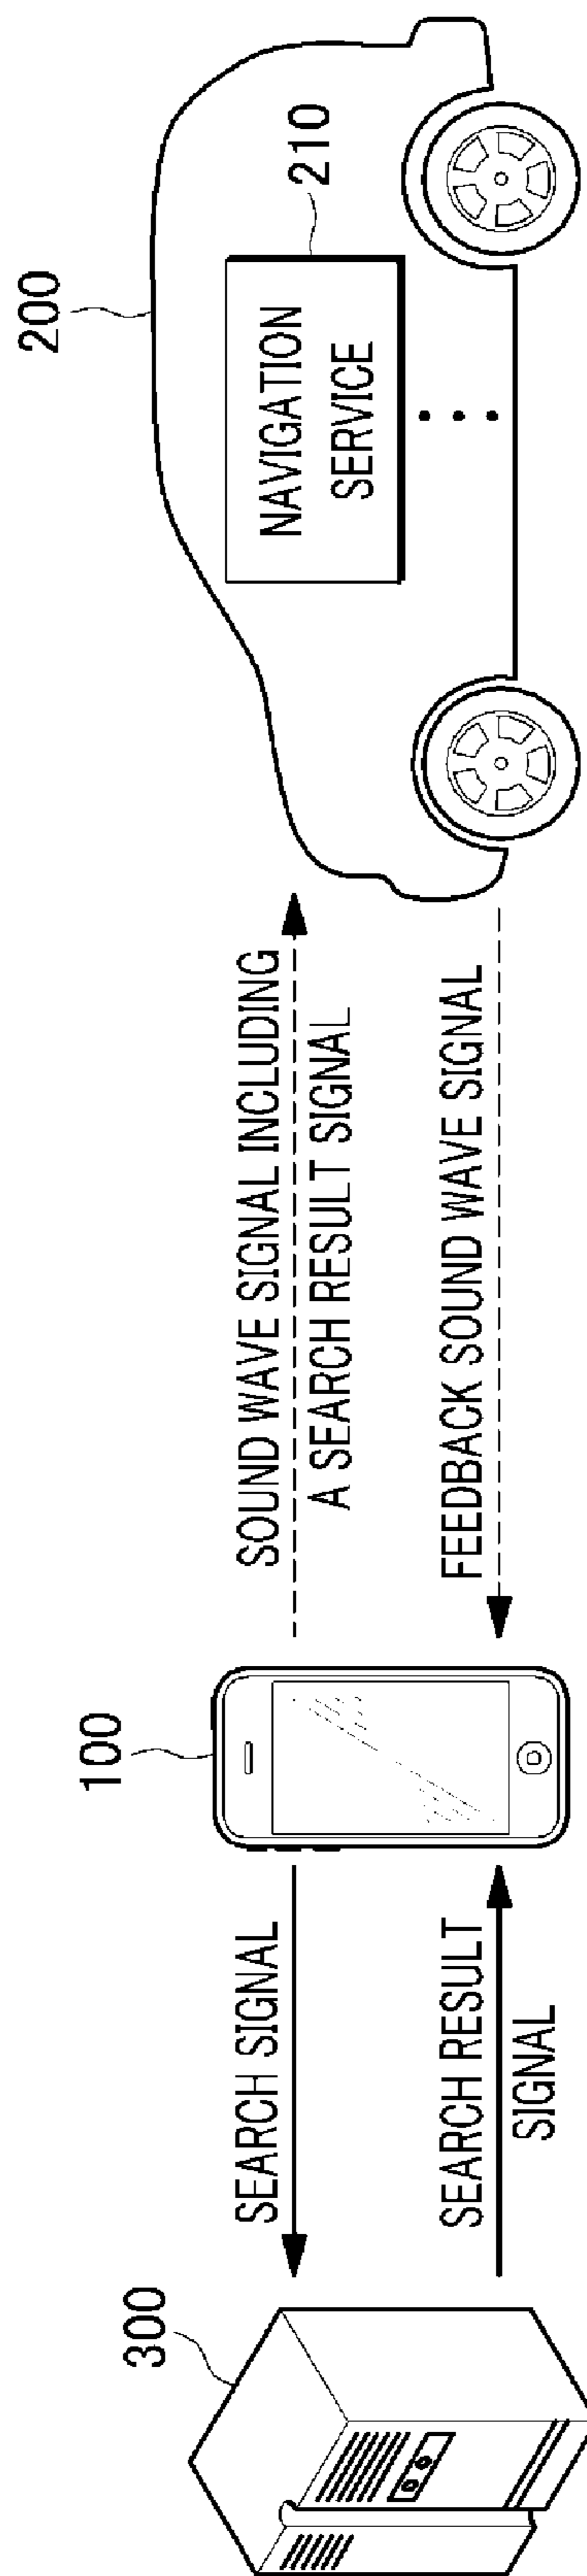 300
SEARCH SIGNAL
SEARCH RESULT
SIGNAL
100
SOUND WAVE SIGNAL INCLUDING
A SEARCH RESULT SIGNAL
FEEDBACK SOUND WAVE SIGNAL
200
210
NAVIGATION
SERVICE